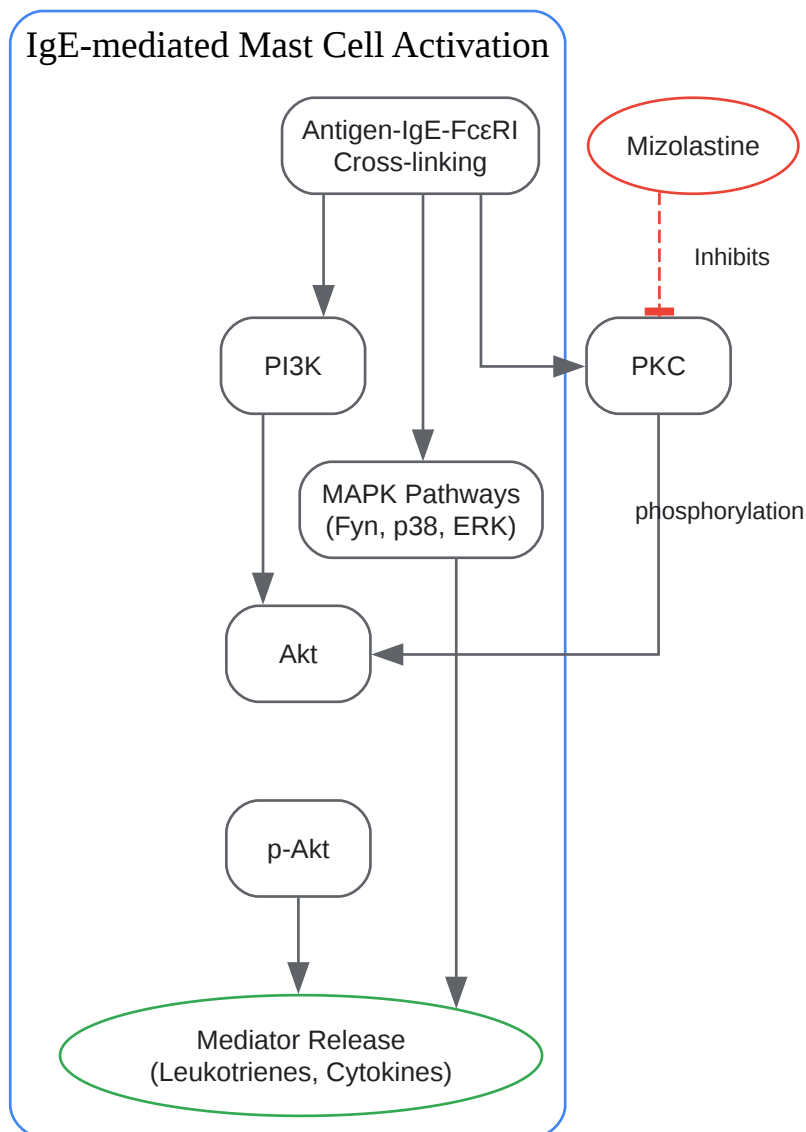 IgE-mediated Mast Cell Activation
Antigen-IgE-FcεRI
Cross-linking
Mizolastine
Inhibits
PI3K
PKC
MAPK Pathways
(Fyn, p38, ERK)
phosphorylation
Akt
p-Akt
Mediator Release
(Leukotrienes, Cytokines)